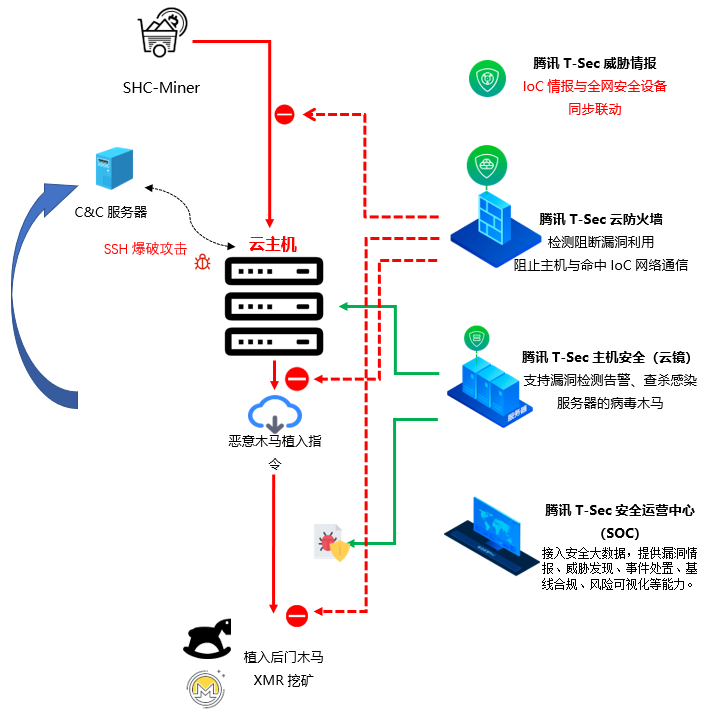 SHC-Miner
C&C 服务器
SSH 爆破攻击
云主机
恶意木马植入指
令
植入后门木马
XMR 挖矿
腾讯 T-Sec 威胁情报
IoC 情报与全网安全设备
同步联动
腾讯 T-Sec 云防火墙
检测阻断漏洞利用
阻止主机与命中 IoC 网络通信
腾讯 T-Sec 主机安全（云镜）
支持漏洞检测告警、查杀感染
服务器的病毒木马
服务器
腾讯 T-Sec 安全运营中心
（SOC）
接入安全大数据，提供漏洞情
报、威胁发现、事件处置、基
线合规、风险可视化等能力。